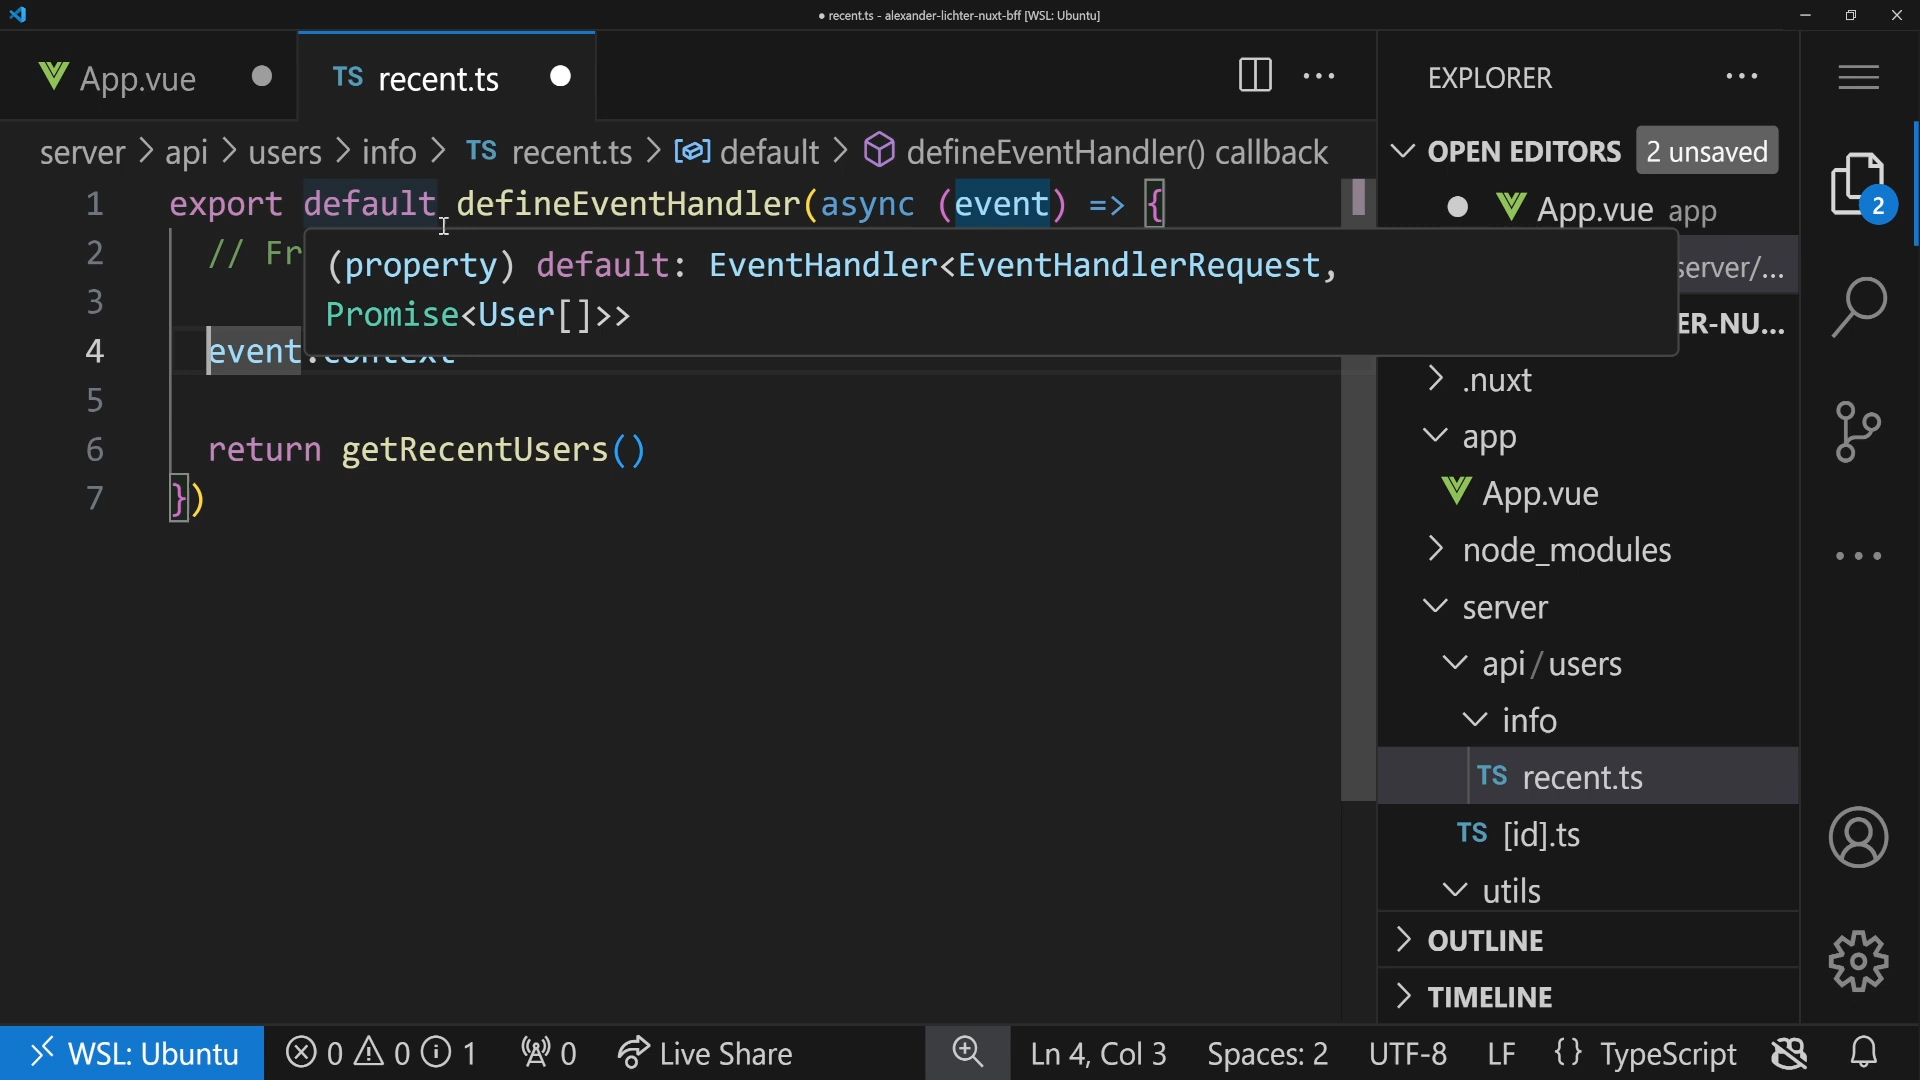 ● recent.ts - alexander-lichter-nuxt-bff [WSL: Ubuntu]
App.vue
TS recent.ts
EXPLORER
server > api > users > info > TS recent.ts > default > defineEventHandler() callback
OPEN EDITORS 2 unsaved
App.vue app
server/...
ER-NU...
1 export default defineEventHandler(async (event) => {
2 // Fr
(property) default: EventHandler<EventHandlerRequest,
Promise<User[]>>
3
4 event.context
5
6 return getRecentUsers()
7 })
.nuxt
app
App.vue
node_modules
server
api/users
info
TS recent.ts
TS [id].ts
utils
OUTLINE
TIMELINE
2
WSL: Ubuntu 0 0 1 0 Live Share Ln 4, Col 3 Spaces: 2 UTF-8 LF {} TypeScript